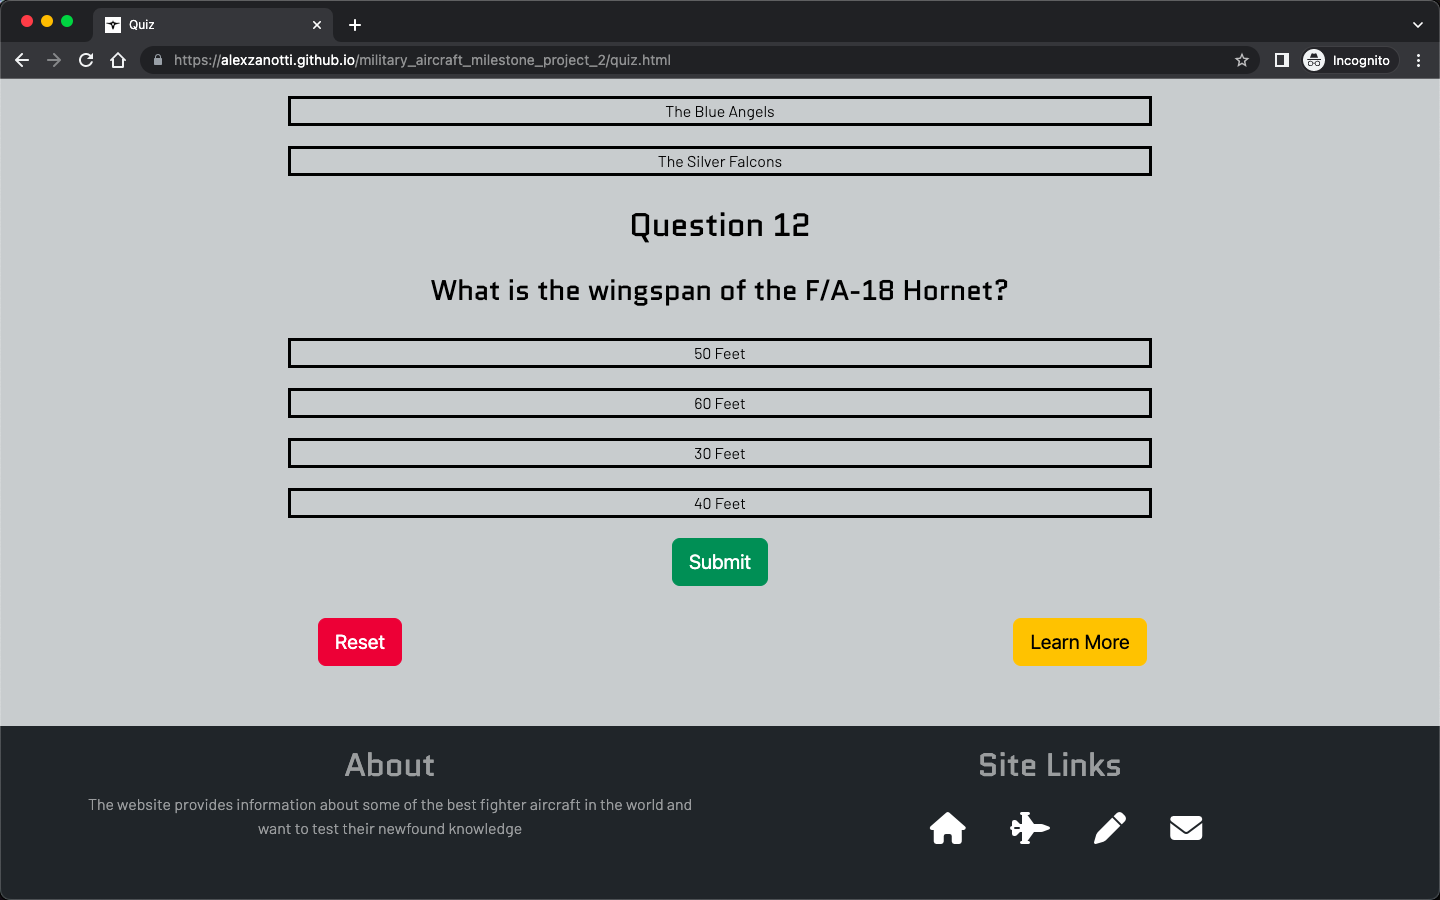 Quiz
https://alexzanotti.github.io/military_aircraft_milestone_project_2/quiz.html
Incognito
The Blue Angels
The Silver Falcons
Question 12
What is the wingspan of the F/A-18 Hornet?
50 Feet
60 Feet
30 Feet
40 Feet
Submit
Reset
Learn More
About
The website provides information about some of the best fighter aircraft in the world and
want to test their newfound knowledge
Site Links